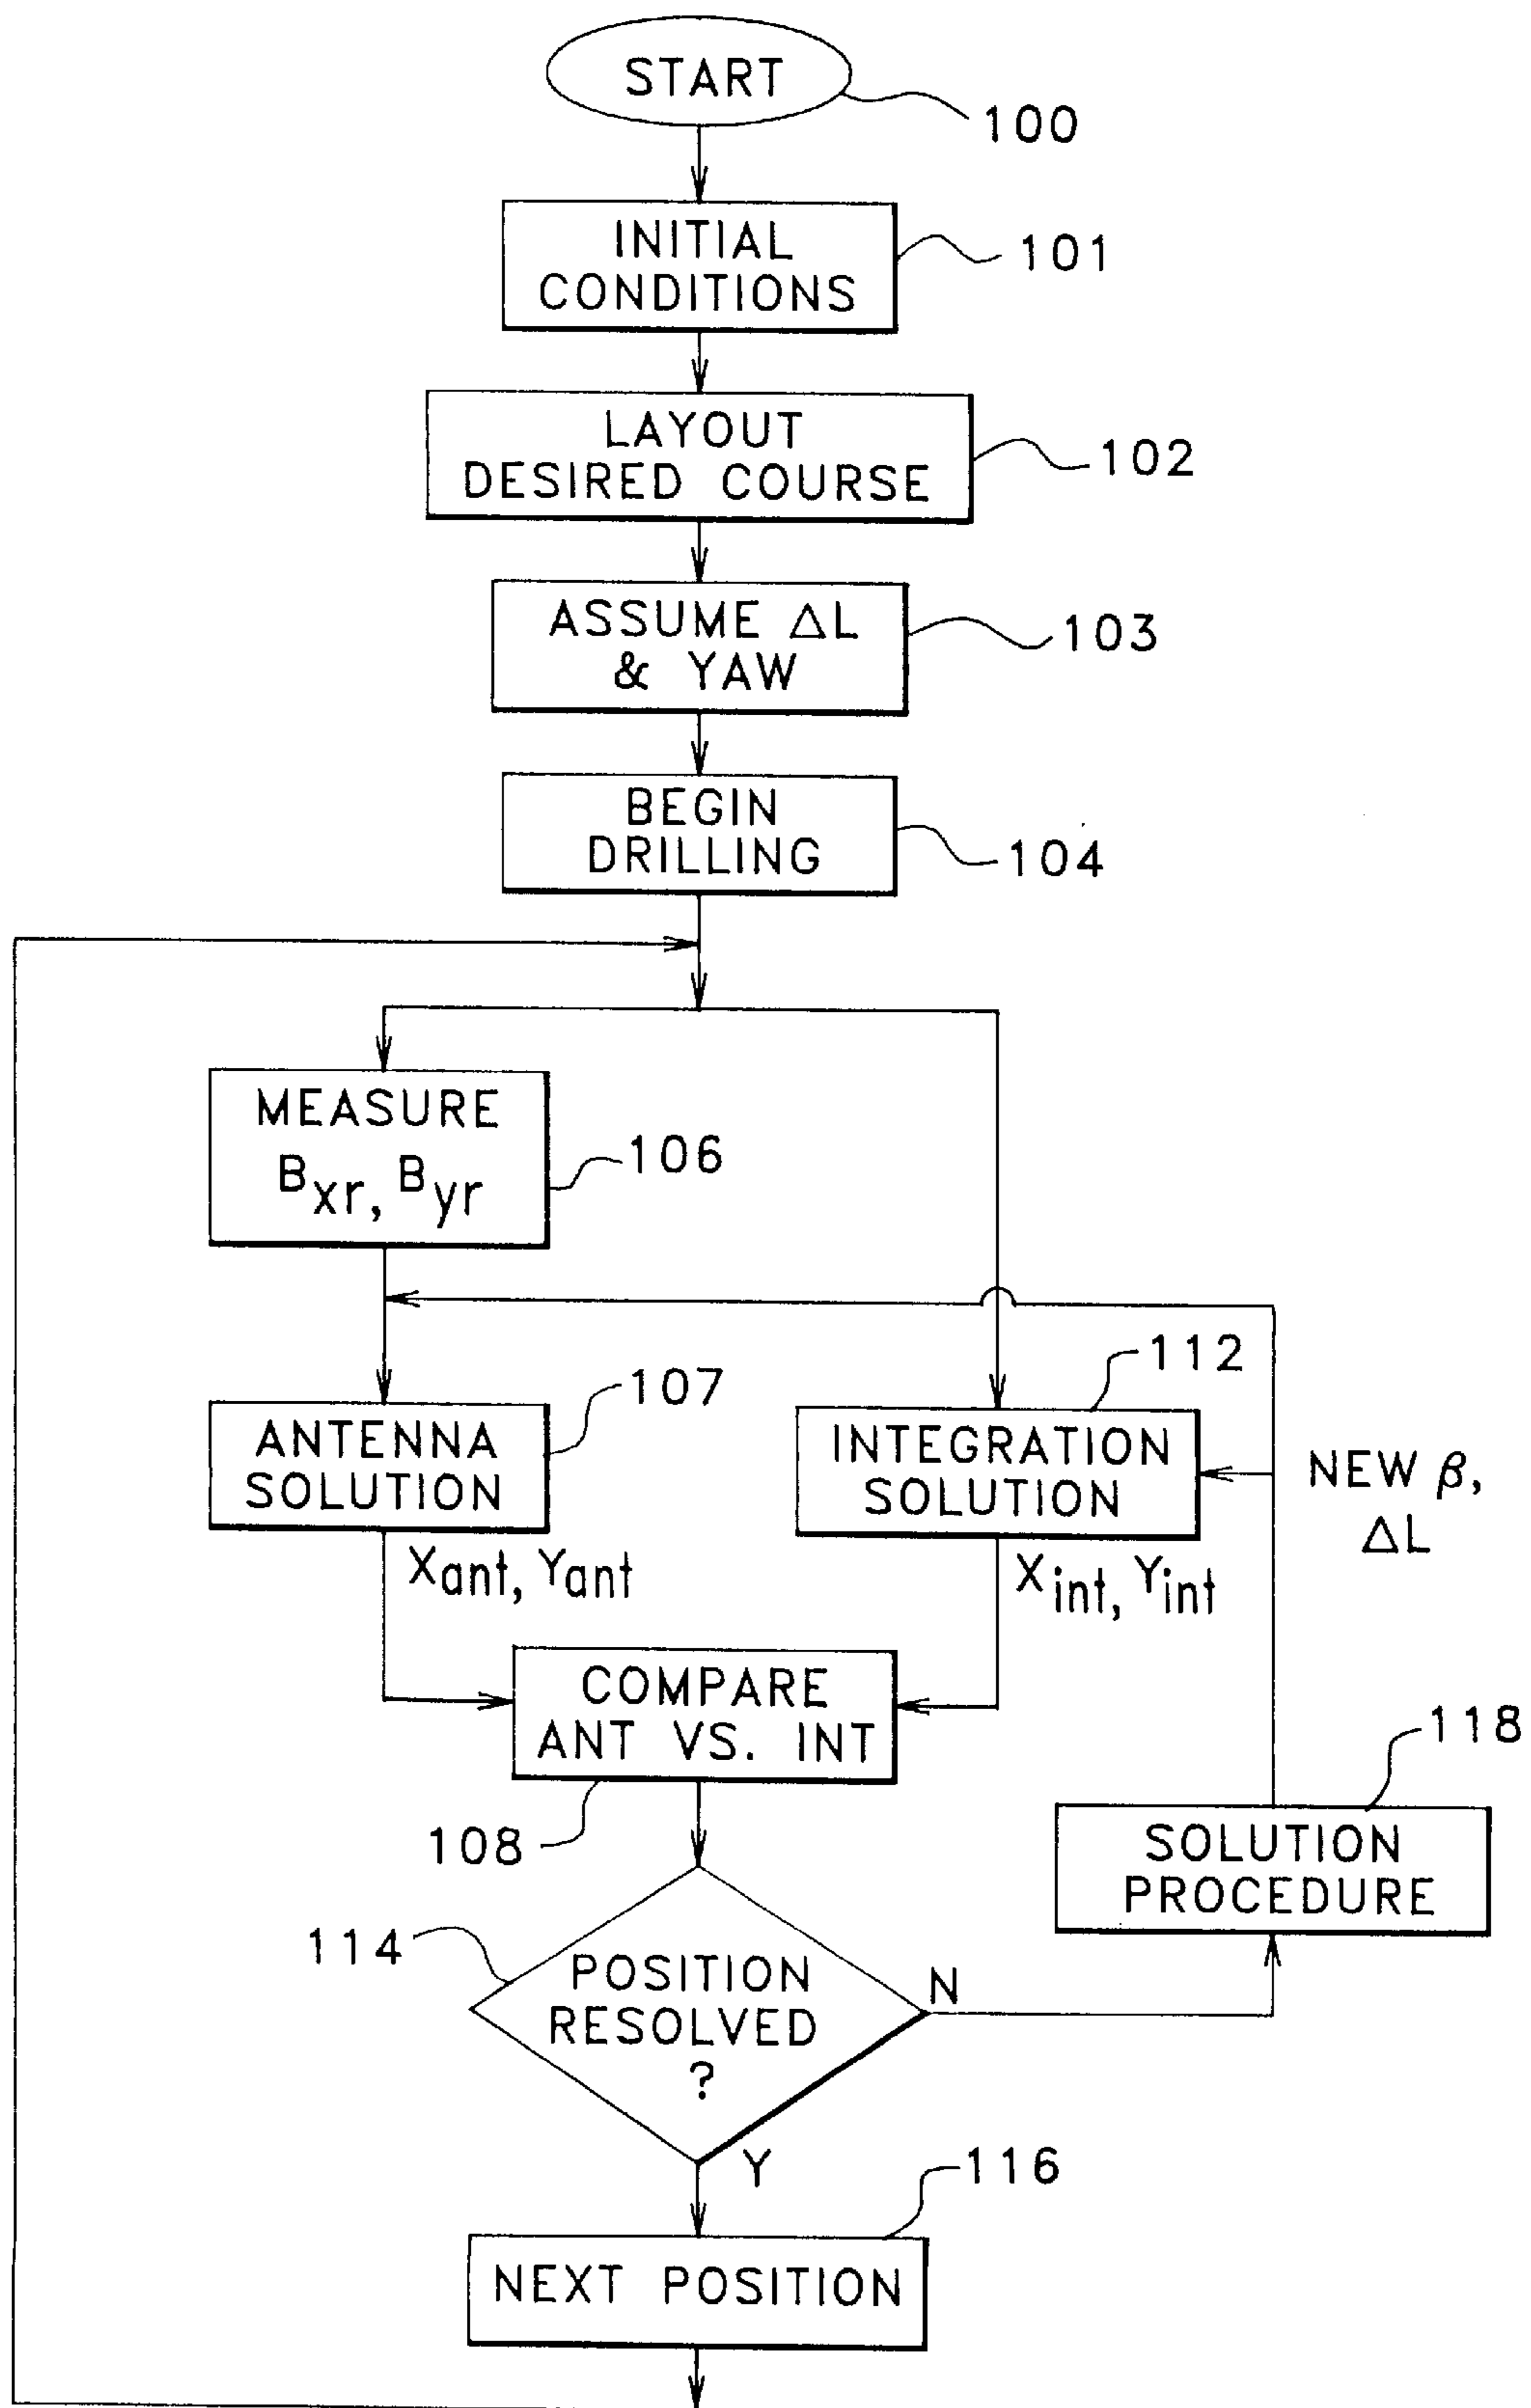 START
100
INITIAL
CONDITIONS
101
LAYOUT
DESIRED COURSE
102
ASSUME ΔL
& YAW
103
BEGIN
DRILLING
104
MEASURE
Bxr, Byr
106
ANTENNA
SOLUTION
107
INTEGRATION
SOLUTION
112
NEW β,
ΔL
Xant, Yant
Xint, Yint
COMPARE
ANT VS. INT
108
SOLUTION
PROCEDURE
118
POSITION
RESOLVED
?
114
N
Y
NEXT POSITION
116